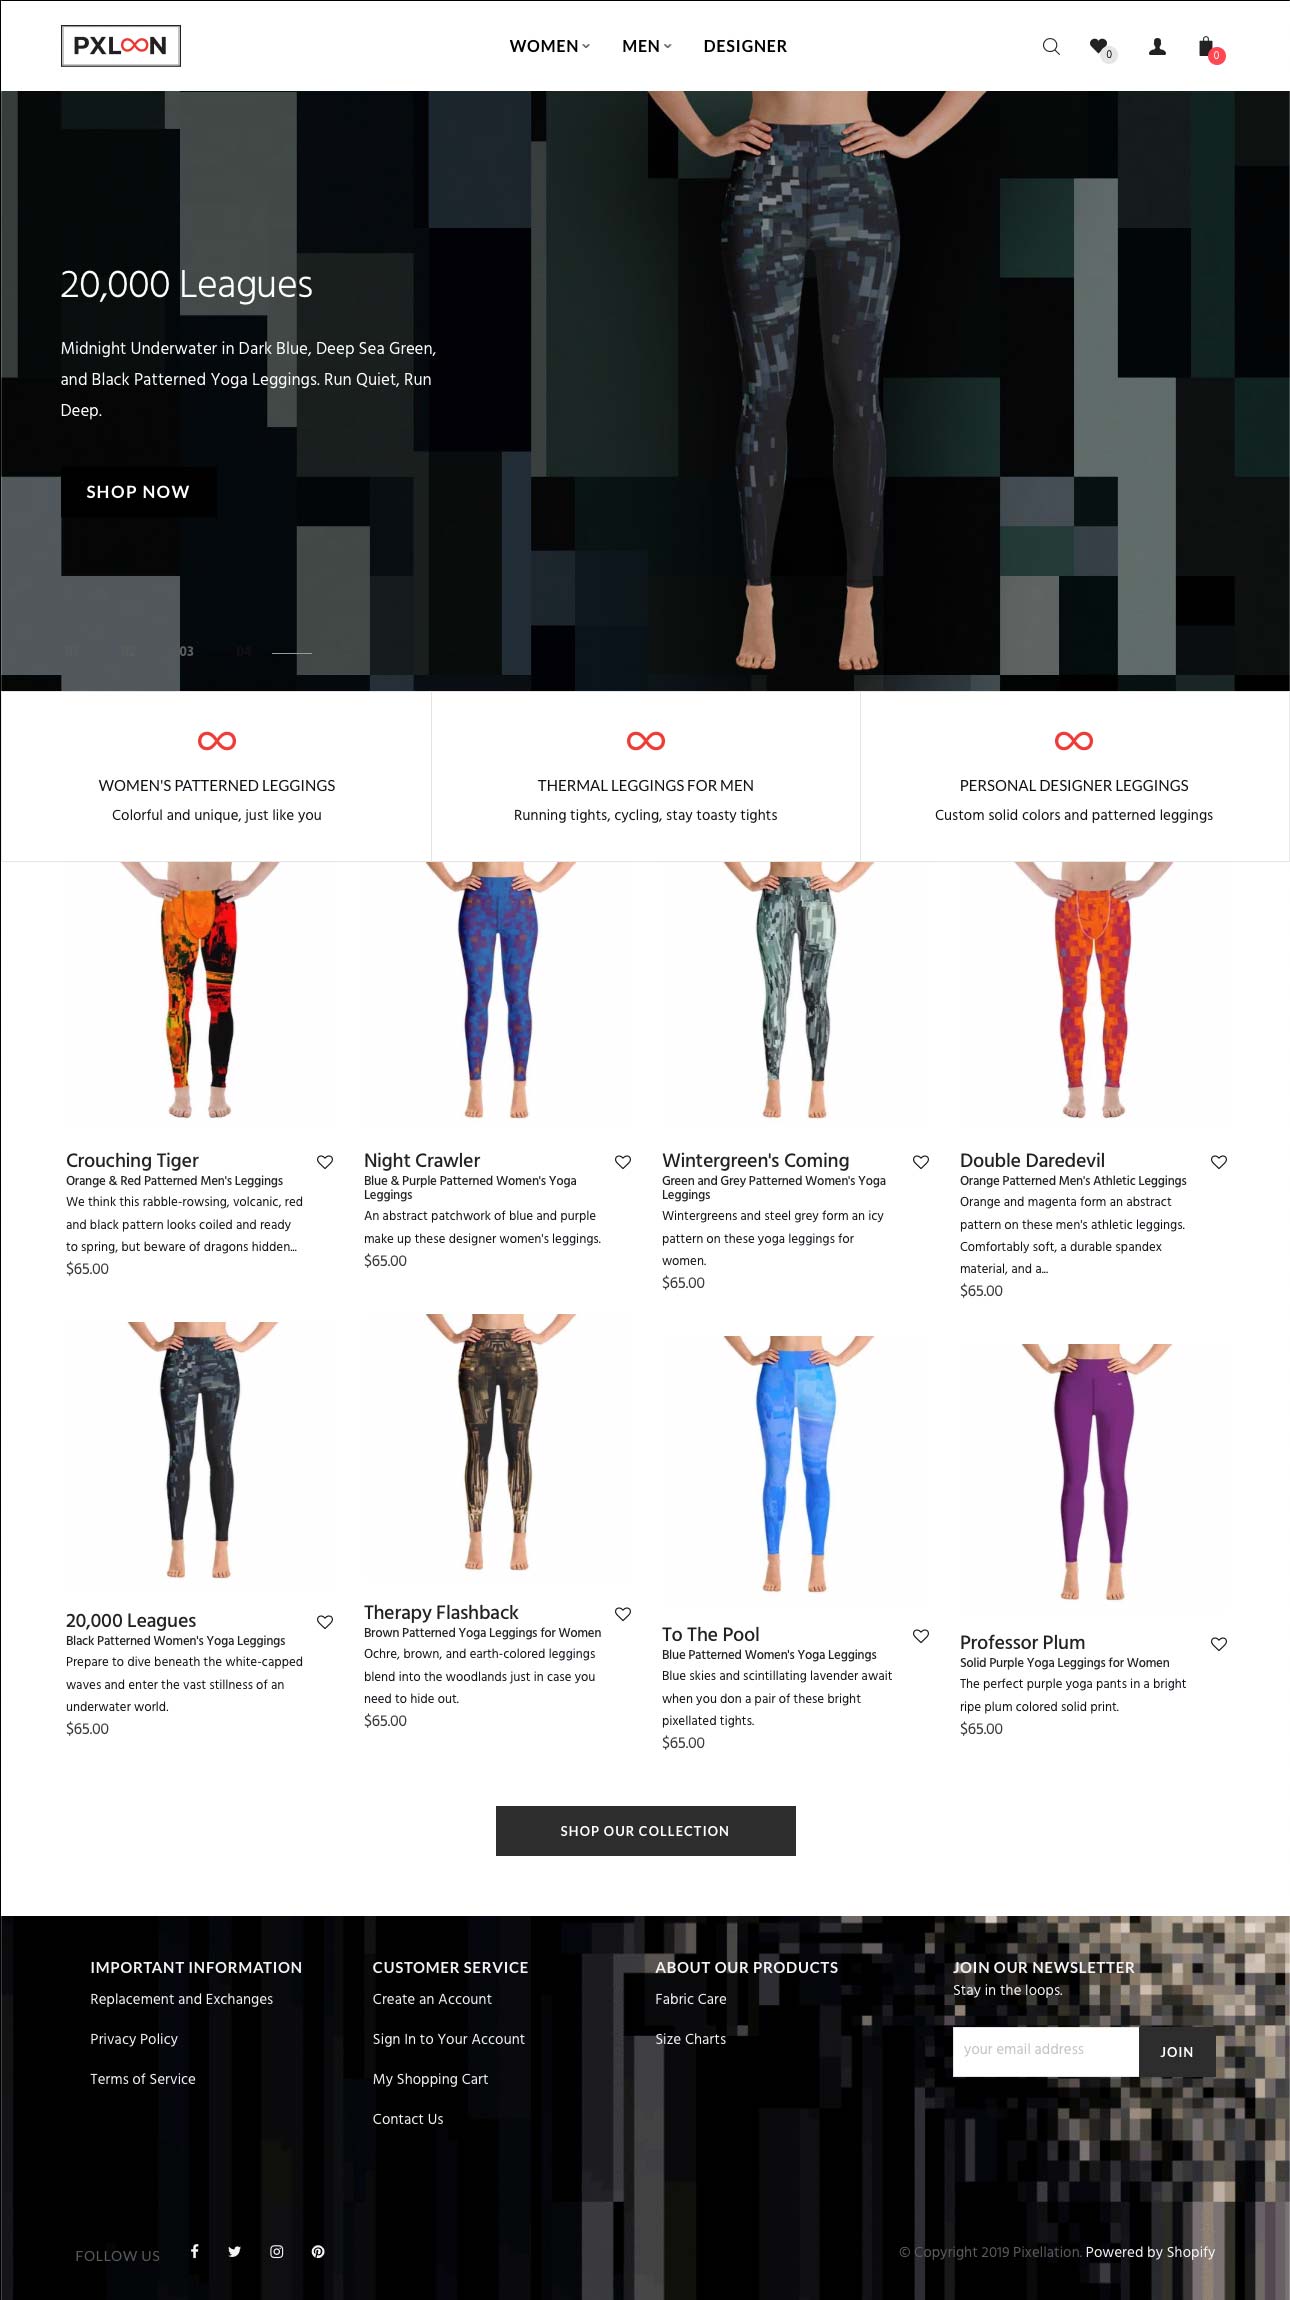 PXLOON
WOMEN
MEN
DESIGNER
0
0
20,000 Leagues
Midnight Underwater in Dark Blue, Deep Sea Green,
and Black Patterned Yoga Leggings. Run Quiet, Run
Deep.
SHOP NOW
01
02
03
04
WOMEN'S PATTERNED LEGGINGS
Colorful and unique, just like you
THERMAL LEGGINGS FOR MEN
Running tights, cycling, stay toasty tights
PERSONAL DESIGNER LEGGINGS
Custom solid colors and patterned leggings
Crouching Tiger
Orange & Red Patterned Men's Leggings
We think this rabble-rowsing, volcanic, red
and black pattern looks coiled and ready
to spring, but beware of dragons hidden...
$65.00
Night Crawler
Blue & Purple Patterned Women's Yoga
Leggings
An abstract patchwork of blue and purple
make up these designer women's leggings.
$65.00
Wintergreen's Coming
Green and Grey Patterned Women's Yoga
Leggings
Wintergreens and steel grey form an icy
pattern on these yoga leggings for
women.
$65.00
Double Daredevil
Orange Patterned Men's Athletic Leggings
Orange and magenta form an abstract
pattern on these men's athletic leggings.
Comfortably soft, a durable spandex
material, and a...
$65.00
20,000 Leagues
Black Patterned Women's Yoga Leggings
Prepare to dive beneath the white-capped
waves and enter the vast stillness of an
underwater world.
$65.00
Therapy Flashback
Brown Patterned Yoga Leggings for Women
Ochre, brown, and earth-colored leggings
blend into the woodlands just in case you
need to hide out.
$65.00
To The Pool
Blue Patterned Women's Yoga Leggings
Blue skies and scintillating lavender await
when you don a pair of these bright
pixellated tights.
$65.00
Professor Plum
Solid Purple Yoga Leggings for Women
The perfect purple yoga pants in a bright
ripe plum colored solid print.
$65.00
SHOP OUR COLLECTION
IMPORTANT INFORMATION
Replacement and Exchanges
Privacy Policy
Terms of Service
CUSTOMER SERVICE
Create an Account
Sign In to Your Account
My Shopping Cart
Contact Us
ABOUT OUR PRODUCTS
Fabric Care
Size Charts
JOIN OUR NEWSLETTER
Stay in the loops.
your email address
JOIN
FOLLOW US
© Copyright 2019 Pixellation. Powered by Shopify